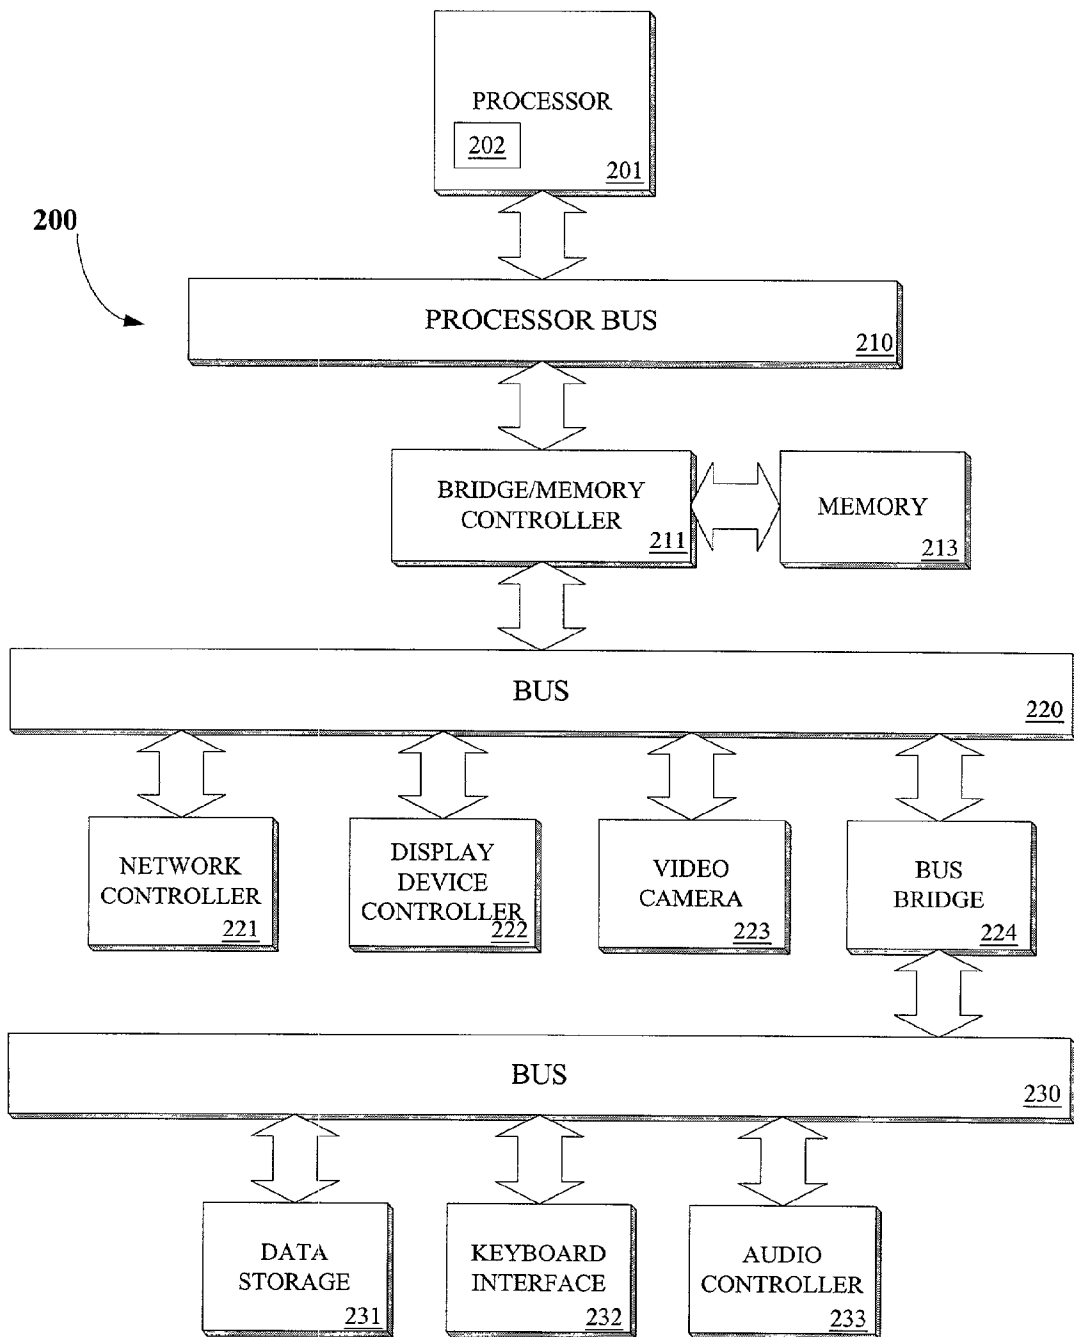 PROCESSOR
202
201
200
PROCESSOR BUS
210
BRIDGE/MEMORY
CONTROLLER
211
MEMORY
213
BUS
220
NETWORK
CONTROLLER
221
DISPLAY
DEVICE
CONTROLLER
222
VIDEO
CAMERA
223
BUS
BRIDGE
224
BUS
230
DATA
STORAGE
231
KEYBOARD
INTERFACE
232
AUDIO
CONTROLLER
233